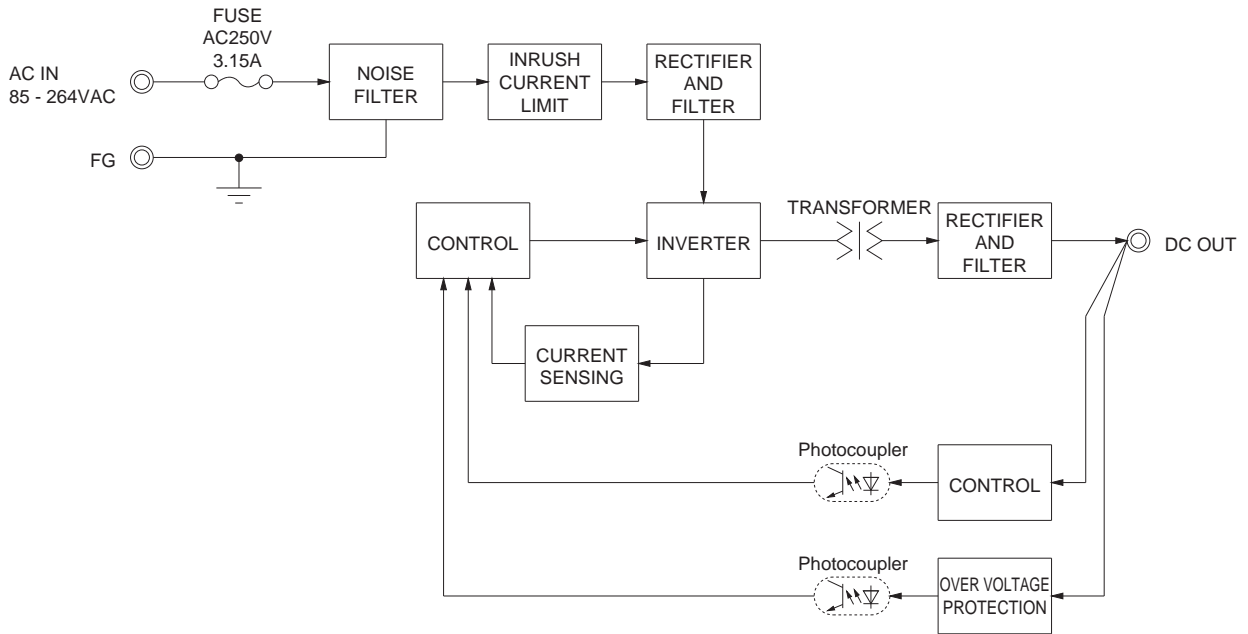 FUSE
AC250V
3.15A
AC IN
85 - 264VAC
NOISE
FILTER
INRUSH
CURRENT
LIMIT
RECTIFIER
AND
FILTER
FG
CONTROL
INVERTER
TRANSFORMER
RECTIFIER
AND
FILTER
DC OUT
CURRENT
SENSING
Photocoupler
CONTROL
Photocoupler
OVER VOLTAGE
PROTECTION